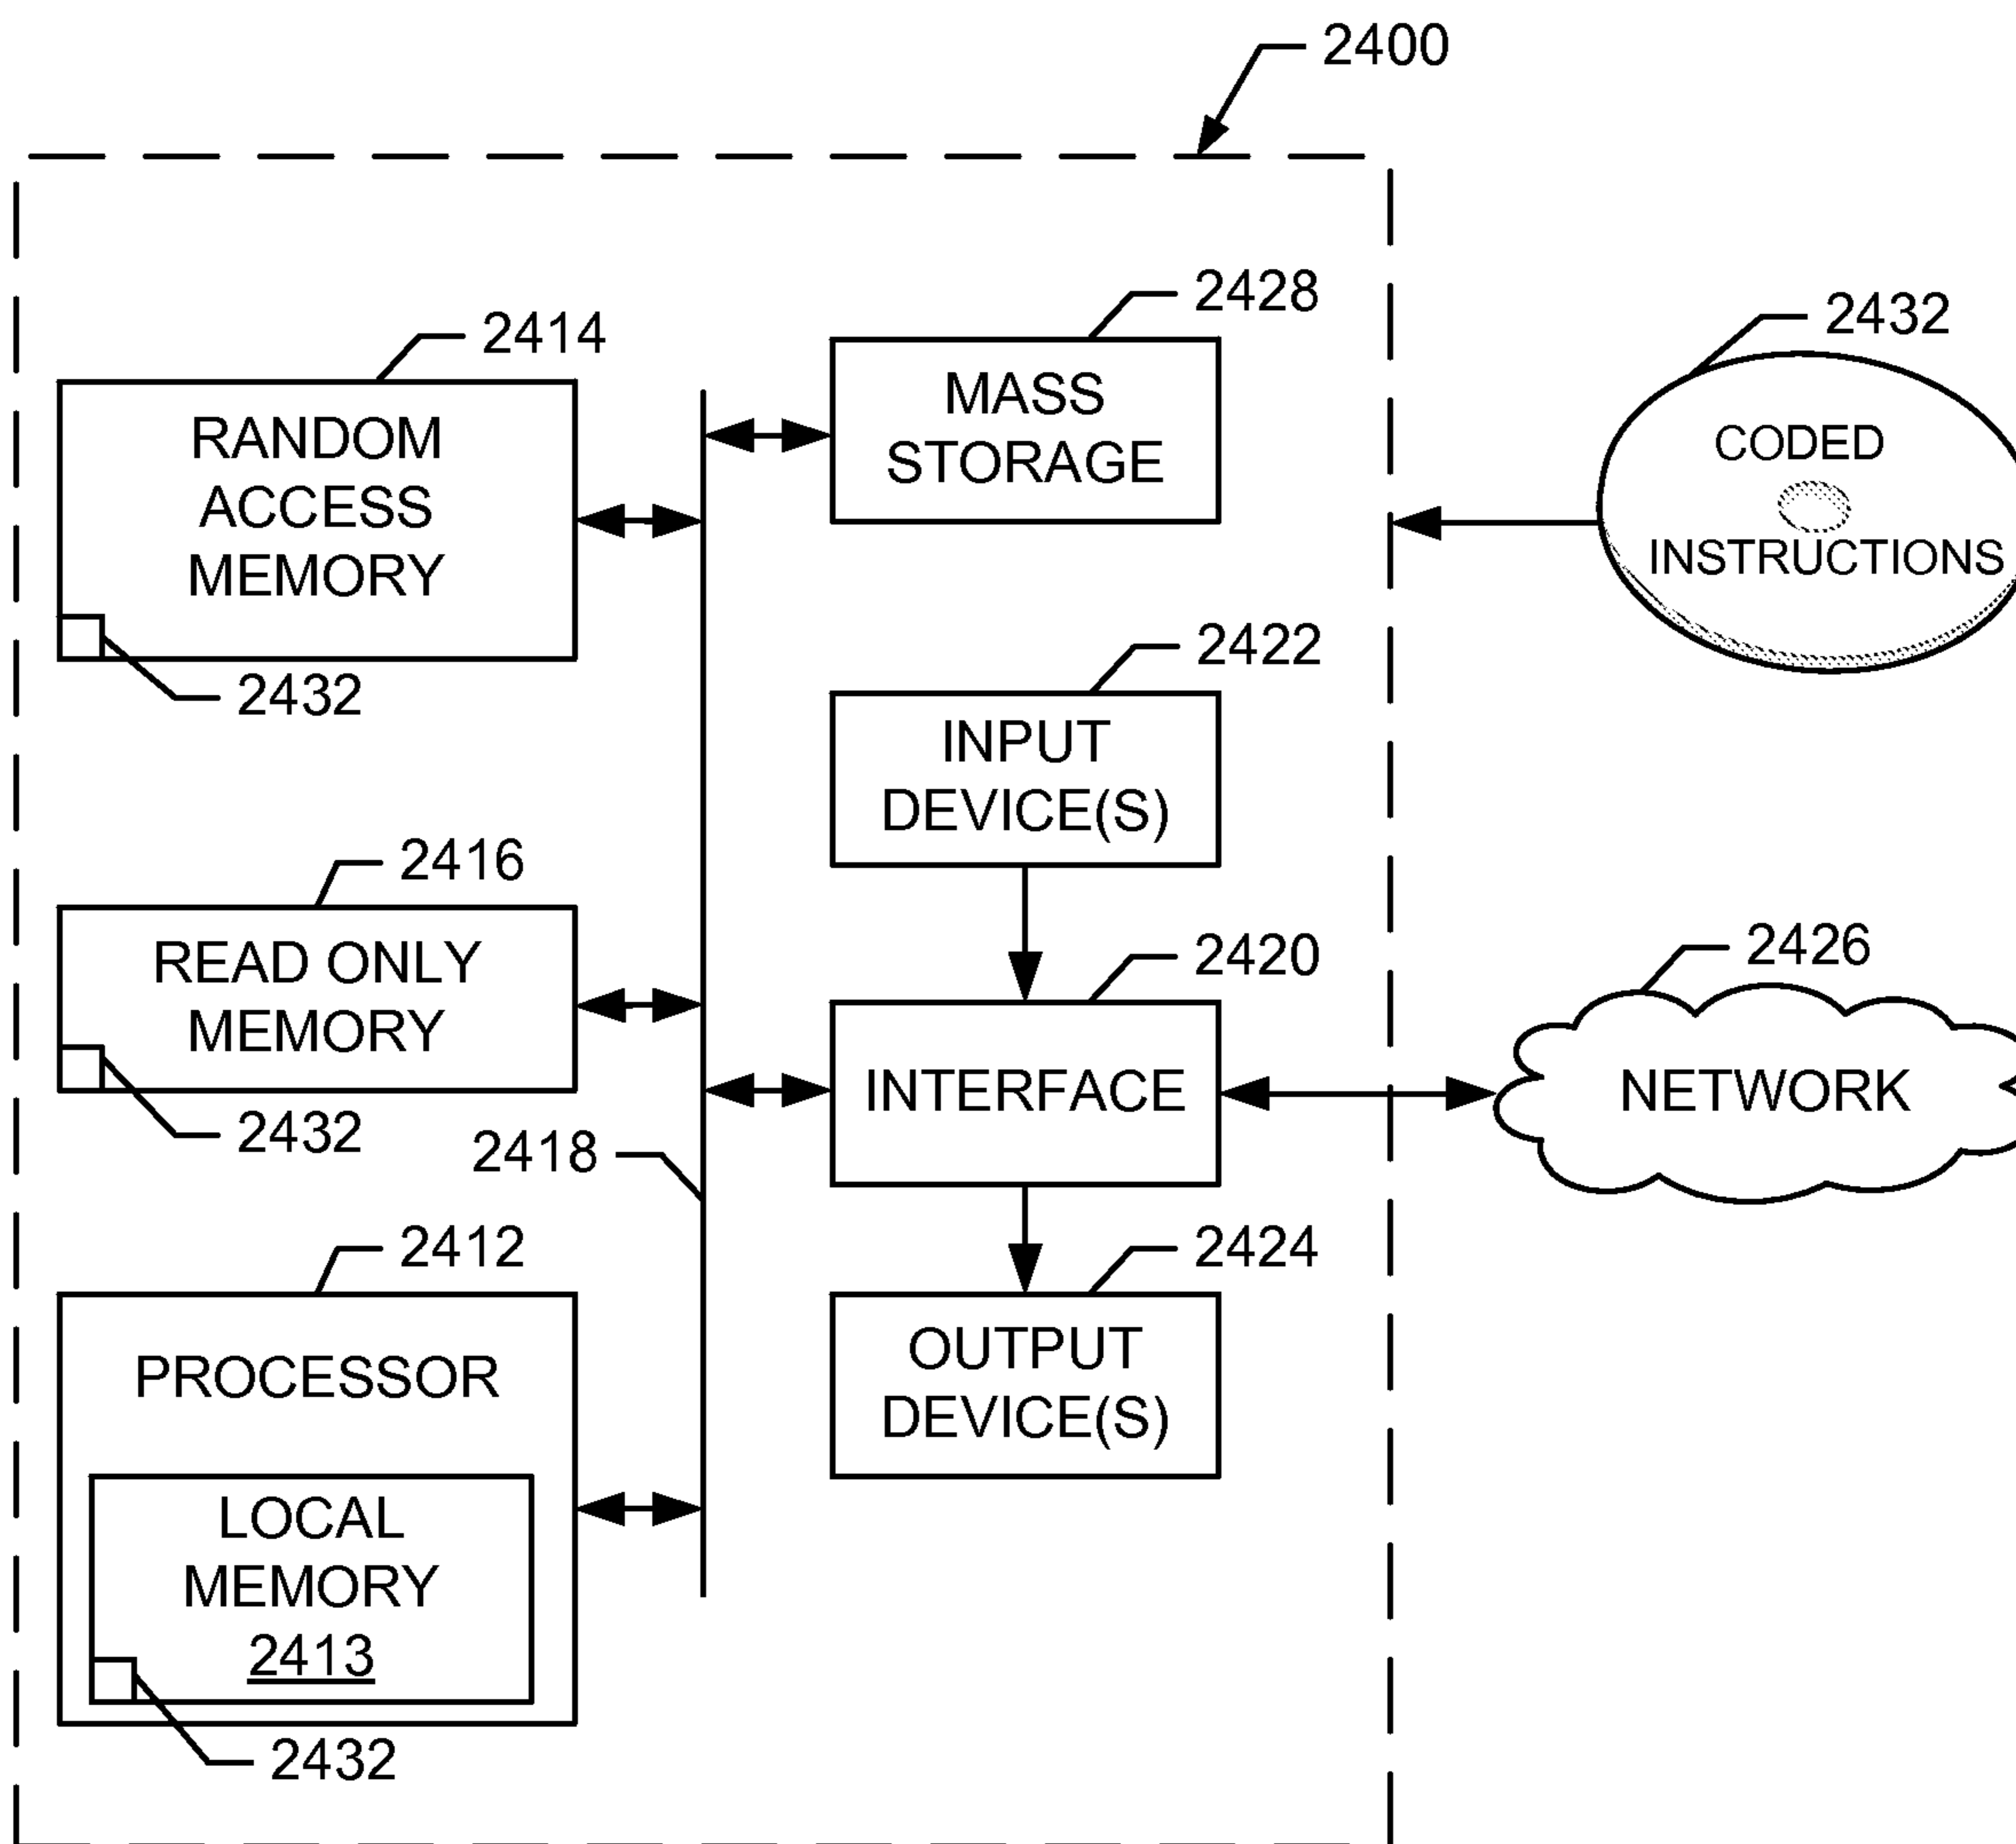 2400
2428
MASS
STORAGE
2414
RANDOM
ACCESS
MEMORY
2432
2432
CODED
INSTRUCTIONS
2422
INPUT
DEVICE(S)
2416
READ ONLY
MEMORY
2432
2420
INTERFACE
2426
NETWORK
2418
2412
PROCESSOR
LOCAL
MEMORY
2413
2432
2424
OUTPUT
DEVICE(S)